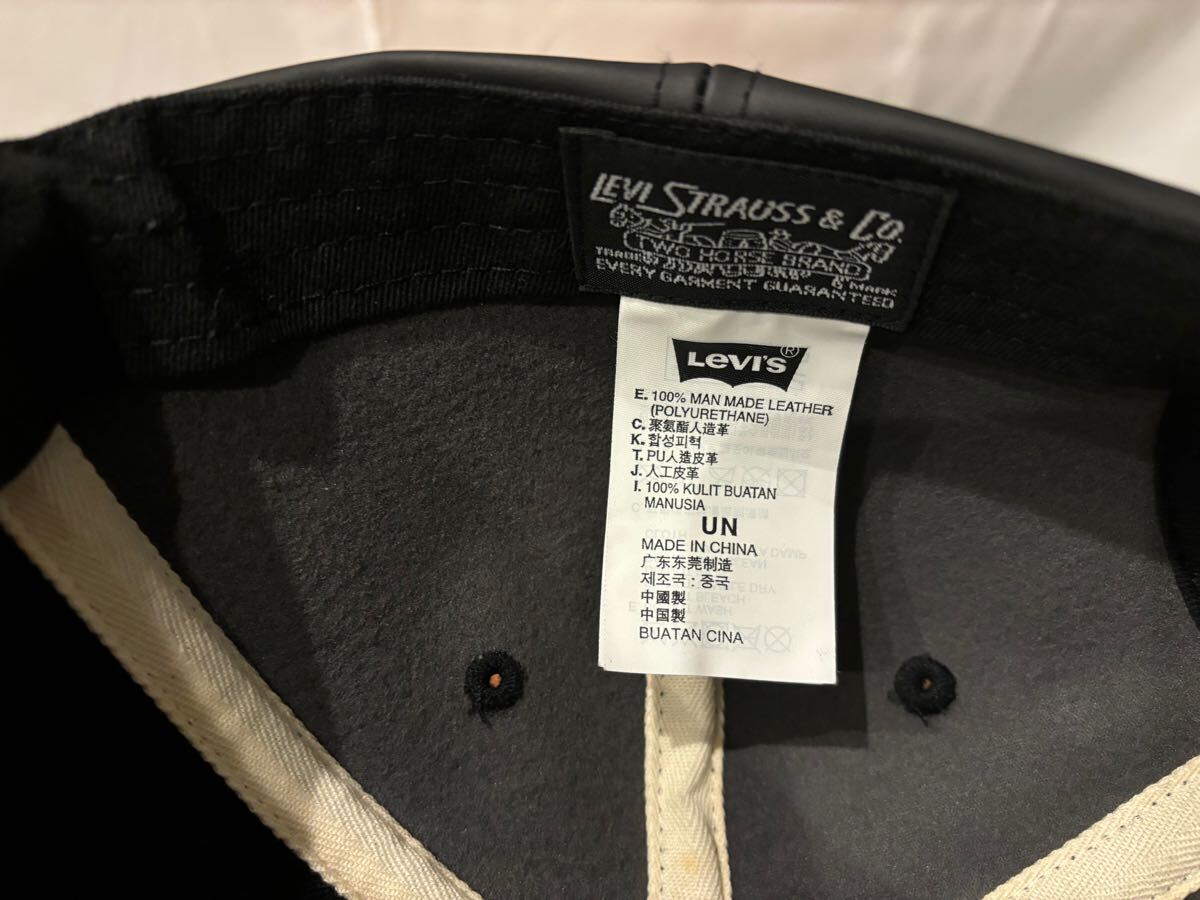 LEVI STRAUSS & CO.
TWO HORSE BRAND
TRADE MARK
EVERY GARMENT GUARANTEED
LEVI'S®
E. 100% MAN MADE LEATHER
(POLYURETHANE)
C. 聚氨酯人造革
K. 합성피혁
T. PU人造皮革
J. 人工皮革
I. 100% KULIT BUATAN
MANUSIA
UN
MADE IN CHINA
广东东莞制造
제조국 : 중국
中國製
中国製
BUATAN CINA